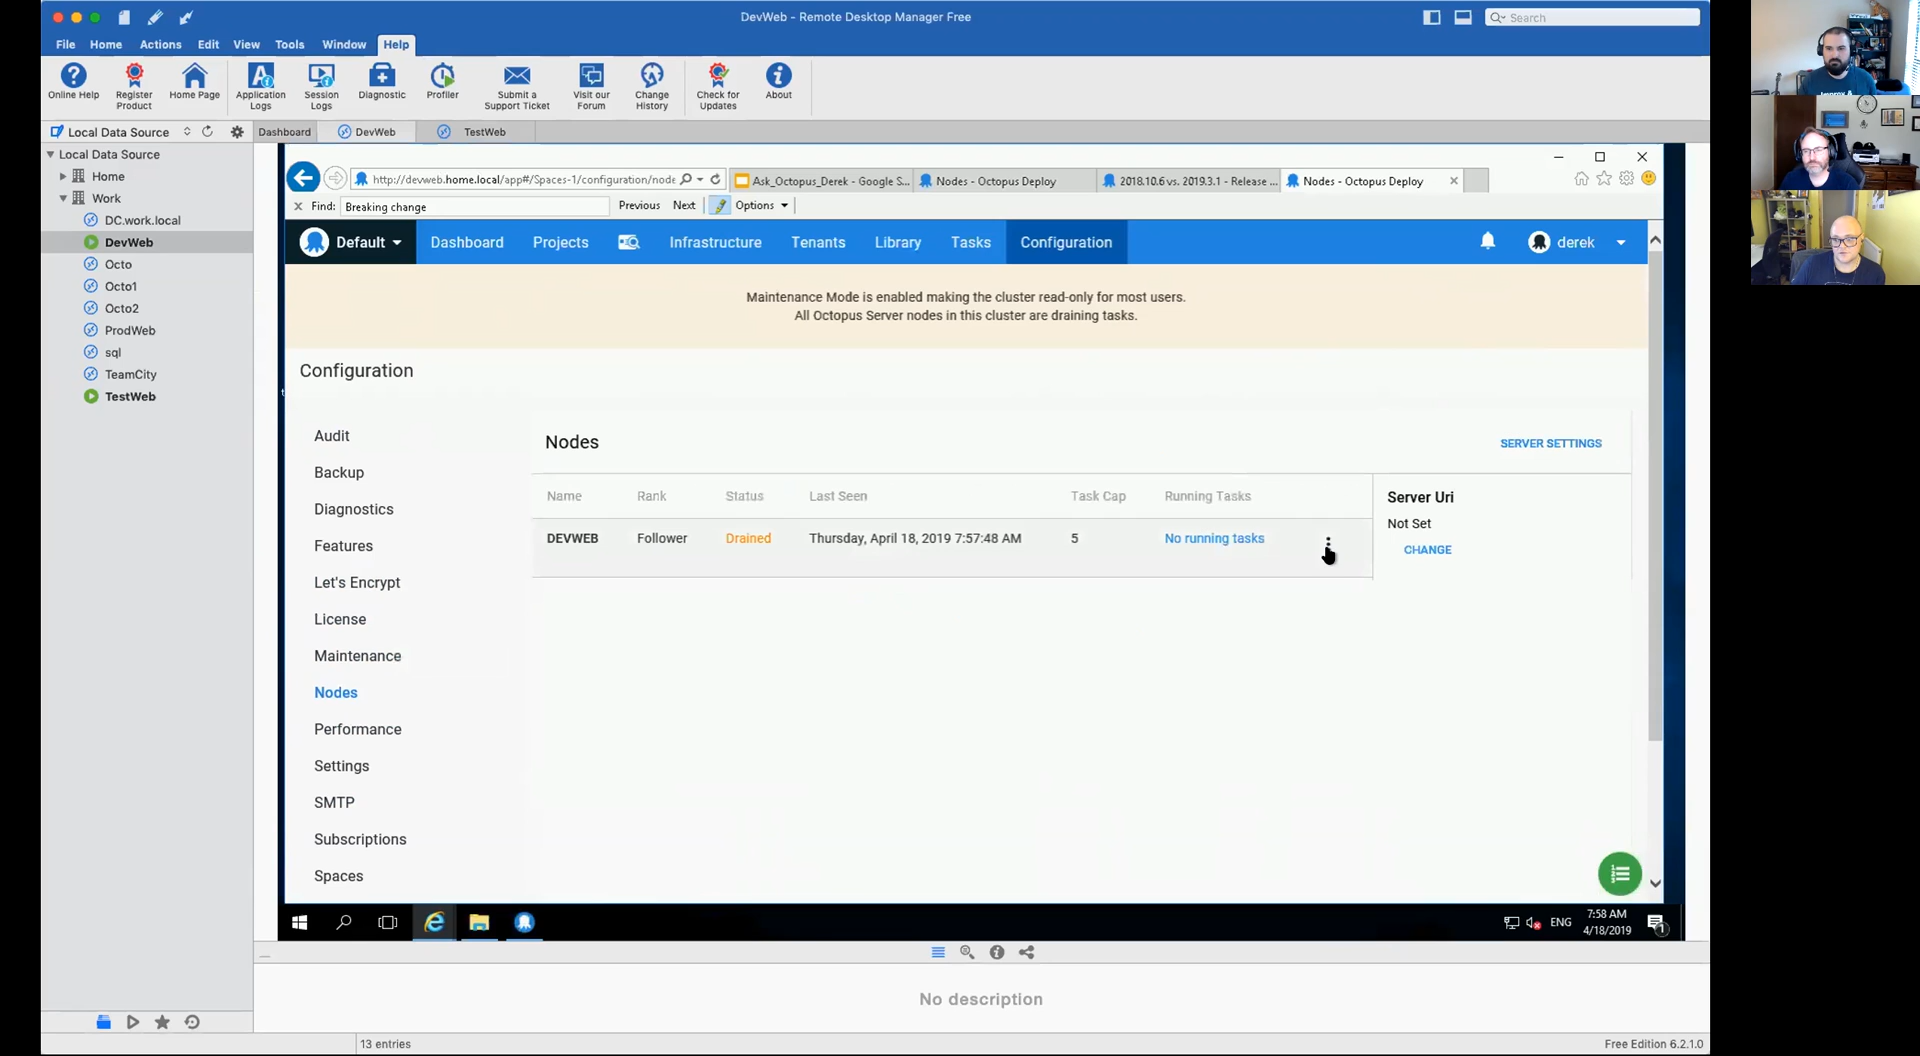 DevWeb - Remote Desktop Manager Free
Search
File Home Actions Edit View Tools Window Help
Online Help
Register Product
Home Page
Application Logs
Session Logs
Diagnostic
Profiler
Submit a Support Ticket
Visit our Forum
Change History
Check for Updates
About
Local Data Source
Dashboard
DevWeb
TestWeb
Local Data Source
Home
Work
DC.work.local
DevWeb
Octo
Octo1
Octo2
ProdWeb
sql
TeamCity
TestWeb
http://devweb.home.local/app#/Spaces-1/configuration/node
Ask_Octopus_Derek - Google S...
Nodes - Octopus Deploy
2018.10.6 vs. 2019.3.1 - Release ...
Nodes - Octopus Deploy
Find: Breaking change
Previous Next Options
Default
Dashboard Projects Infrastructure Tenants Library Tasks Configuration
derek
Maintenance Mode is enabled making the cluster read-only for most users.
All Octopus Server nodes in this cluster are draining tasks.
Configuration
Audit
Backup
Diagnostics
Features
Let's Encrypt
License
Maintenance
Nodes
Performance
Settings
SMTP
Subscriptions
Spaces
Nodes
SERVER SETTINGS
Name Rank Status Last Seen Task Cap Running Tasks
DEVWEB Follower Drained Thursday, April 18, 2019 7:57:48 AM 5 No running tasks
Server Uri
Not Set
CHANGE
ENG
7:58 AM
4/18/2019
1
No description
13 entries
Free Edition 6.2.1.0